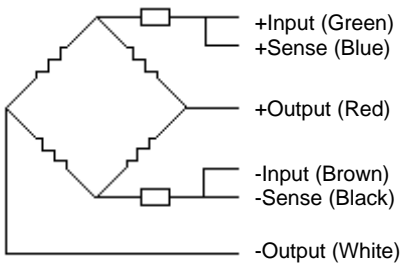 +Input (Green)
+Sense (Blue)
+Output (Red)
-Input (Brown)
-Sense (Black)
-Output (White)